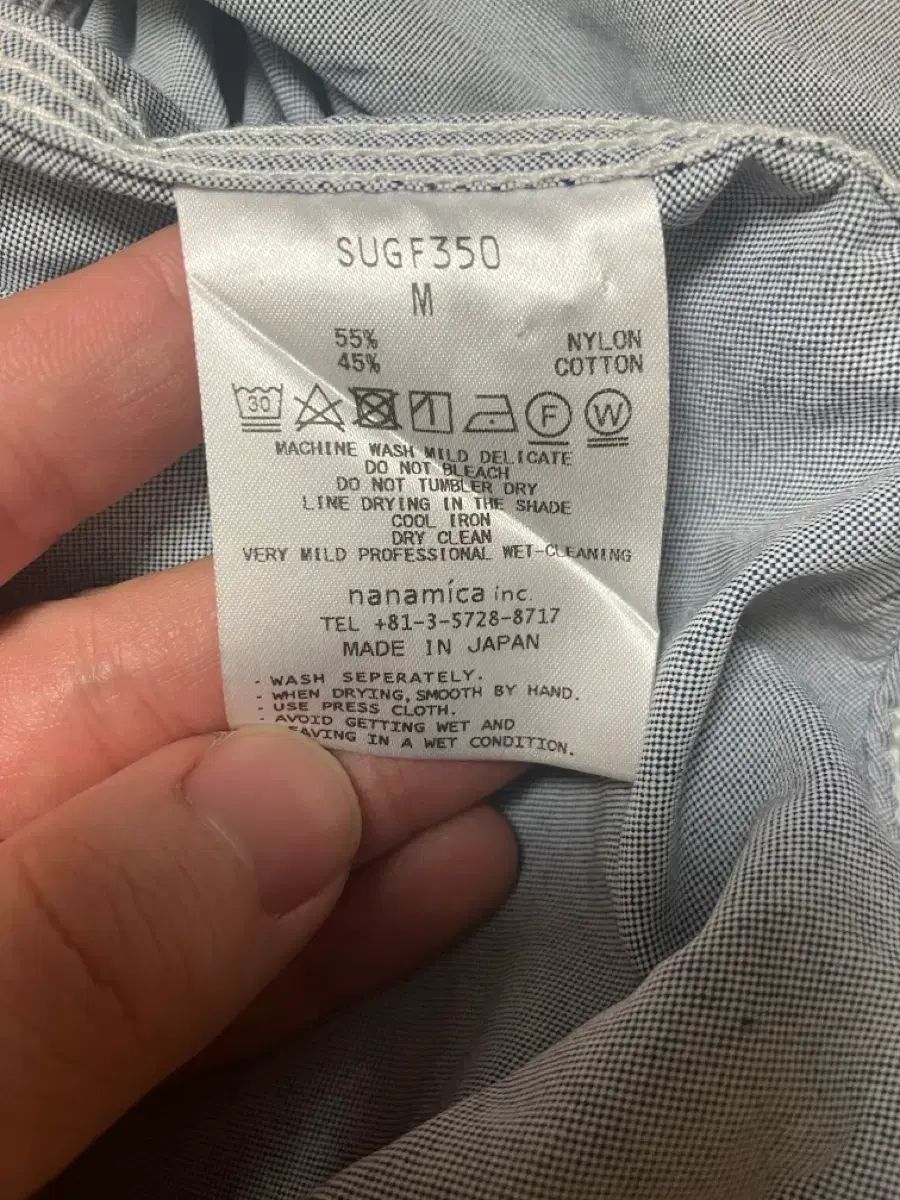 SUGF350
M
55% NYLON
45% COTTON
30 F W
MACHINE WASH MILD DELICATE
DO NOT BLEACH
DO NOT TUMBLER DRY
LINE DRYING IN THE SHADE
COOL IRON
DRY CLEAN
VERY MILD PROFESSIONAL WET-CLEANING
nanamíca inc.
TEL +81-3-5728-8717
MADE IN JAPAN
- WASH SEPERATELY.
- WHEN DRYING, SMOOTH BY HAND.
- USE PRESS CLOTH.
- AVOID GETTING WET AND
EAVING IN A WET CONDITION.